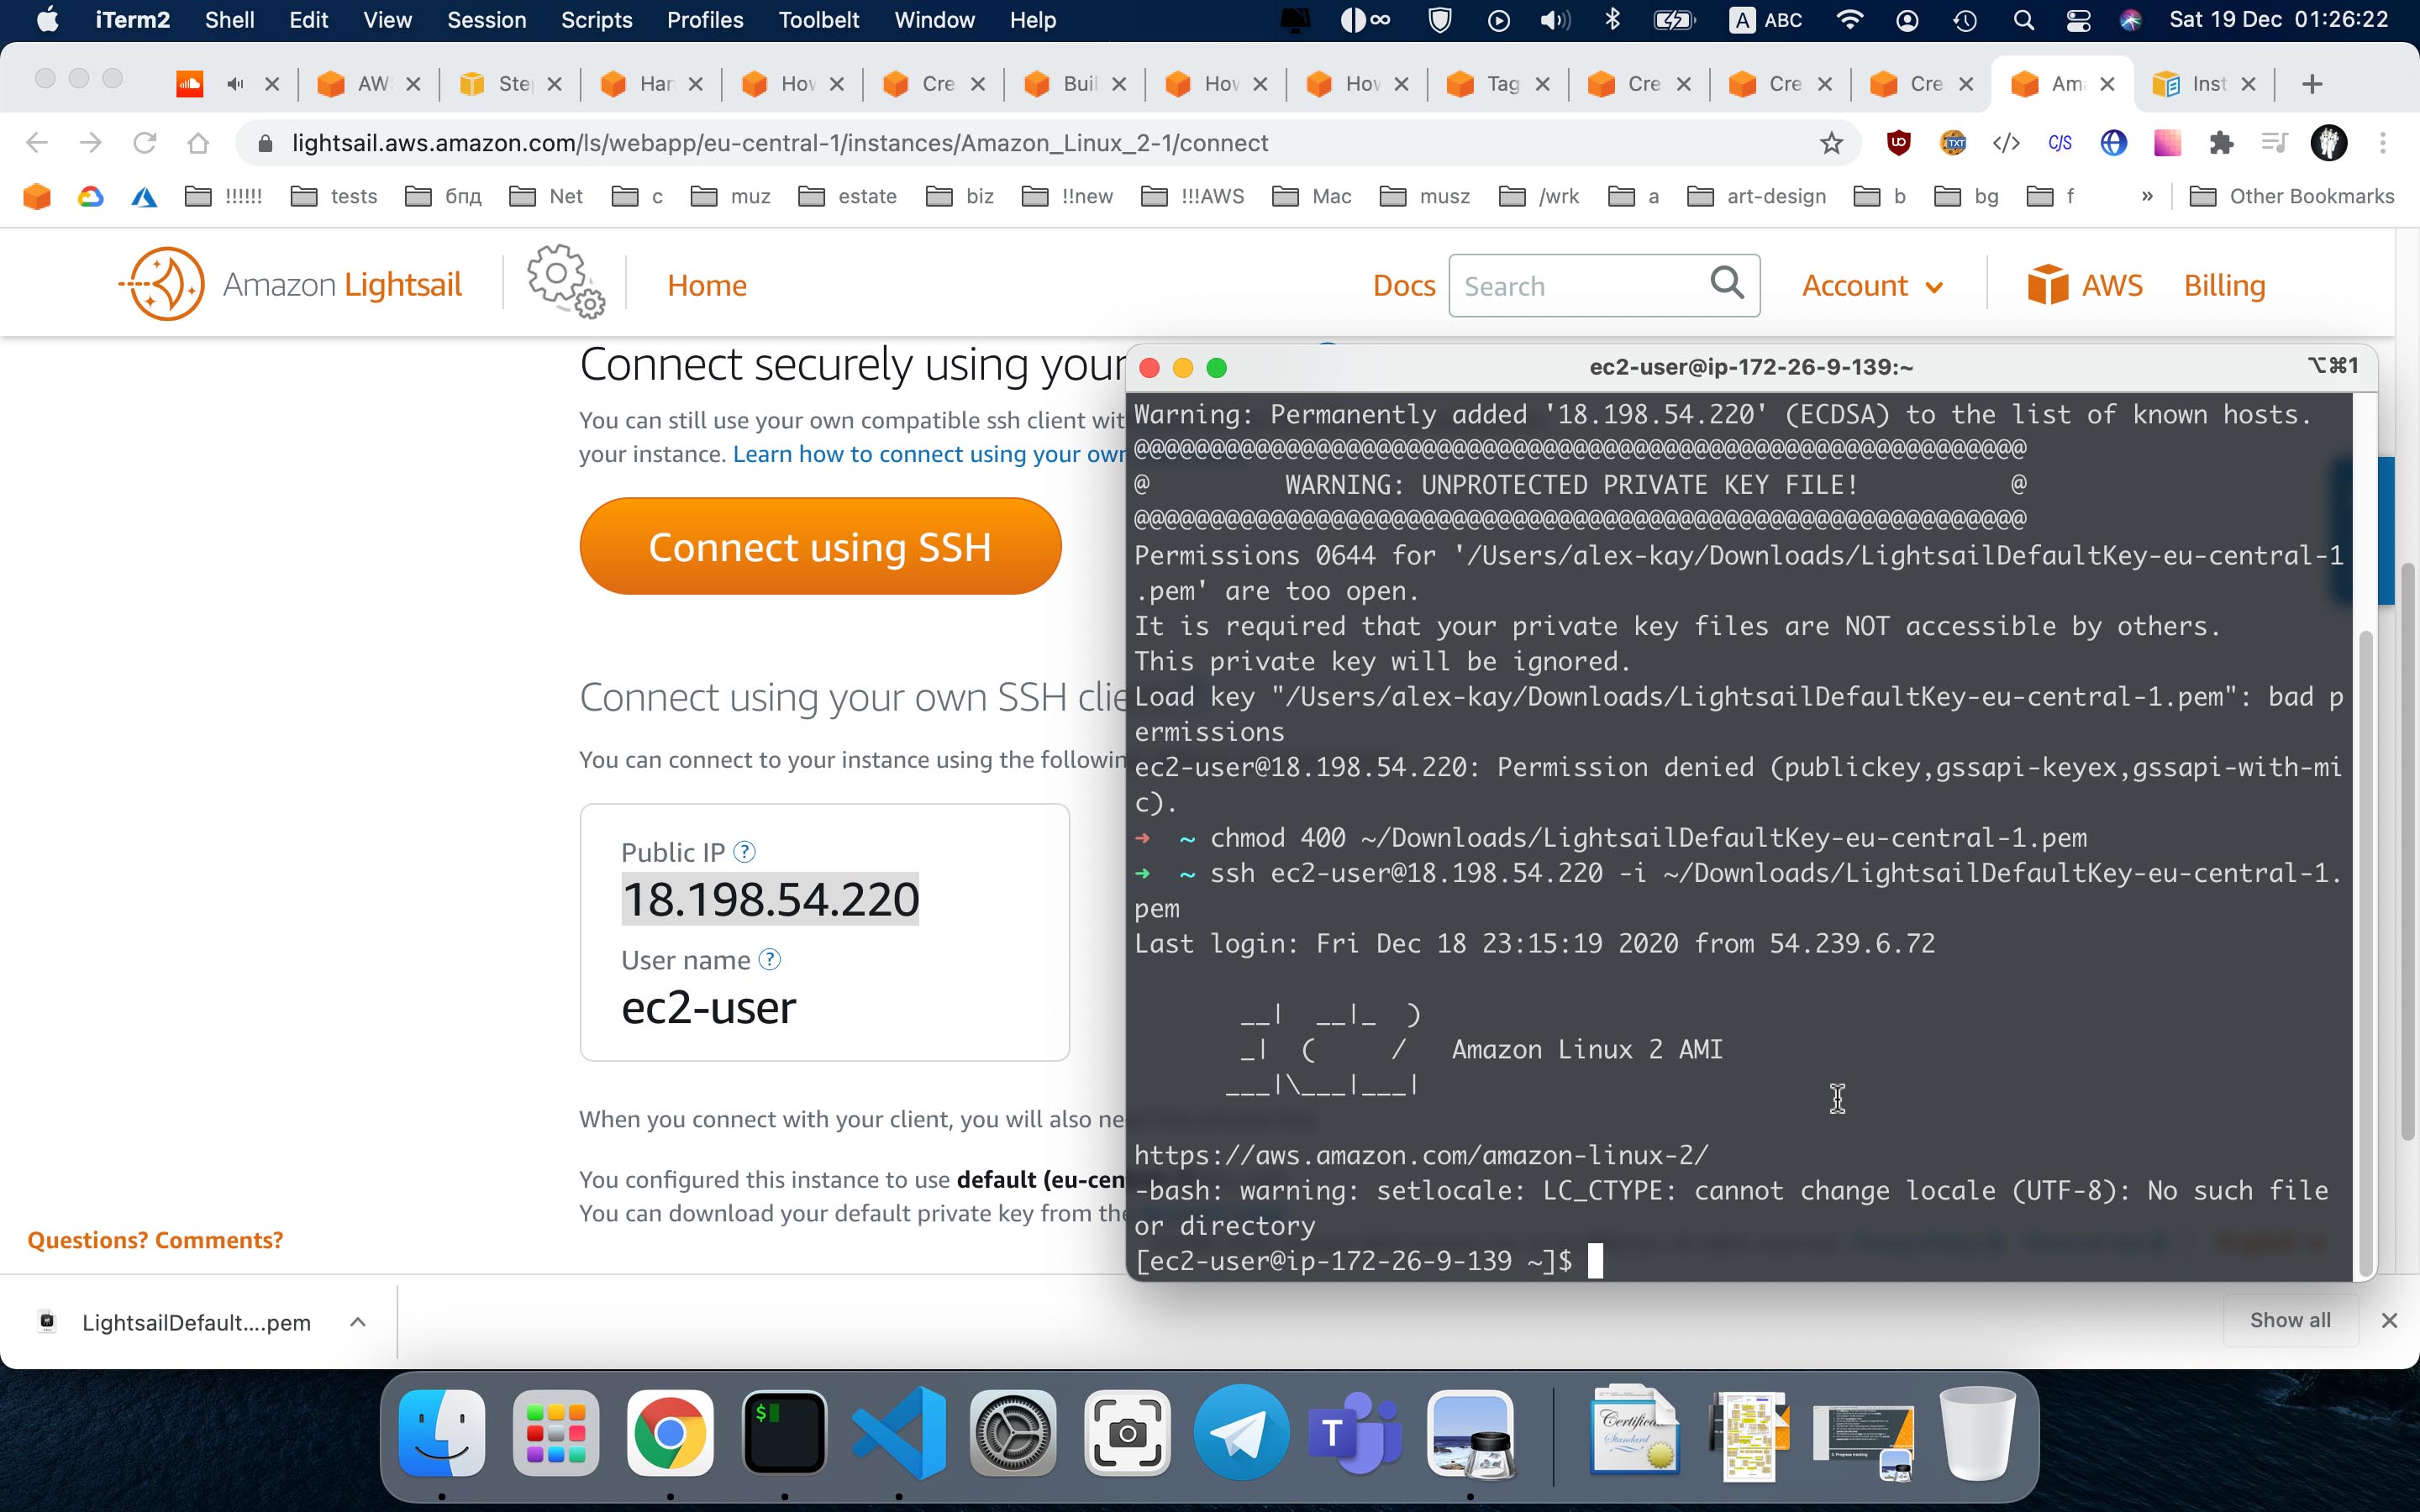 iTerm2 Shell Edit View Session Scripts Profiles Toolbelt Window Help A ABC Sat 19 Dec 01:26:22
AW Ste Har How Cre Buil How How Tag Cre Cre Cre Ama Inst
lightsail.aws.amazon.com/ls/webapp/eu-central-1/instances/Amazon_Linux_2-1/connect
!!!!!! tests бпд Net c muz estate biz !!new !!!AWS Mac musz /wrk a art-design b bg f » Other Bookmarks
Amazon Lightsail Home Docs Search Account AWS Billing
Connect securely using your
You can still use your own compatible ssh client wit
your instance. Learn how to connect using your own
Connect using SSH
Connect using your own SSH clie
You can connect to your instance using the followin
Public IP ?
18.198.54.220
User name ?
ec2-user
When you connect with your client, you will also ne
You configured this instance to use default (eu-cen
You can download your default private key from the
Questions? Comments?
ec2-user@ip-172-26-9-139:~ ⌥⌘1
Warning: Permanently added '18.198.54.220' (ECDSA) to the list of known hosts.
@@@@@@@@@@@@@@@@@@@@@@@@@@@@@@@@@@@@@@@@@@@@@@@@@@@@@@@@@@@
@         WARNING: UNPROTECTED PRIVATE KEY FILE!          @
@@@@@@@@@@@@@@@@@@@@@@@@@@@@@@@@@@@@@@@@@@@@@@@@@@@@@@@@@@@
Permissions 0644 for '/Users/alex-kay/Downloads/LightsailDefaultKey-eu-central-1
.pem' are too open.
It is required that your private key files are NOT accessible by others.
This private key will be ignored.
Load key "/Users/alex-kay/Downloads/LightsailDefaultKey-eu-central-1.pem": bad p
ermissions
ec2-user@18.198.54.220: Permission denied (publickey,gssapi-keyex,gssapi-with-mi
c).
➜  ~ chmod 400 ~/Downloads/LightsailDefaultKey-eu-central-1.pem
➜  ~ ssh ec2-user@18.198.54.220 -i ~/Downloads/LightsailDefaultKey-eu-central-1.
pem
Last login: Fri Dec 18 23:15:19 2020 from 54.239.6.72
       __|  __|_  )
       _|  (     /   Amazon Linux 2 AMI
      ___|\___|___|
https://aws.amazon.com/amazon-linux-2/
-bash: warning: setlocale: LC_CTYPE: cannot change locale (UTF-8): No such file
or directory
[ec2-user@ip-172-26-9-139 ~]$
LightsailDefault....pem Show all